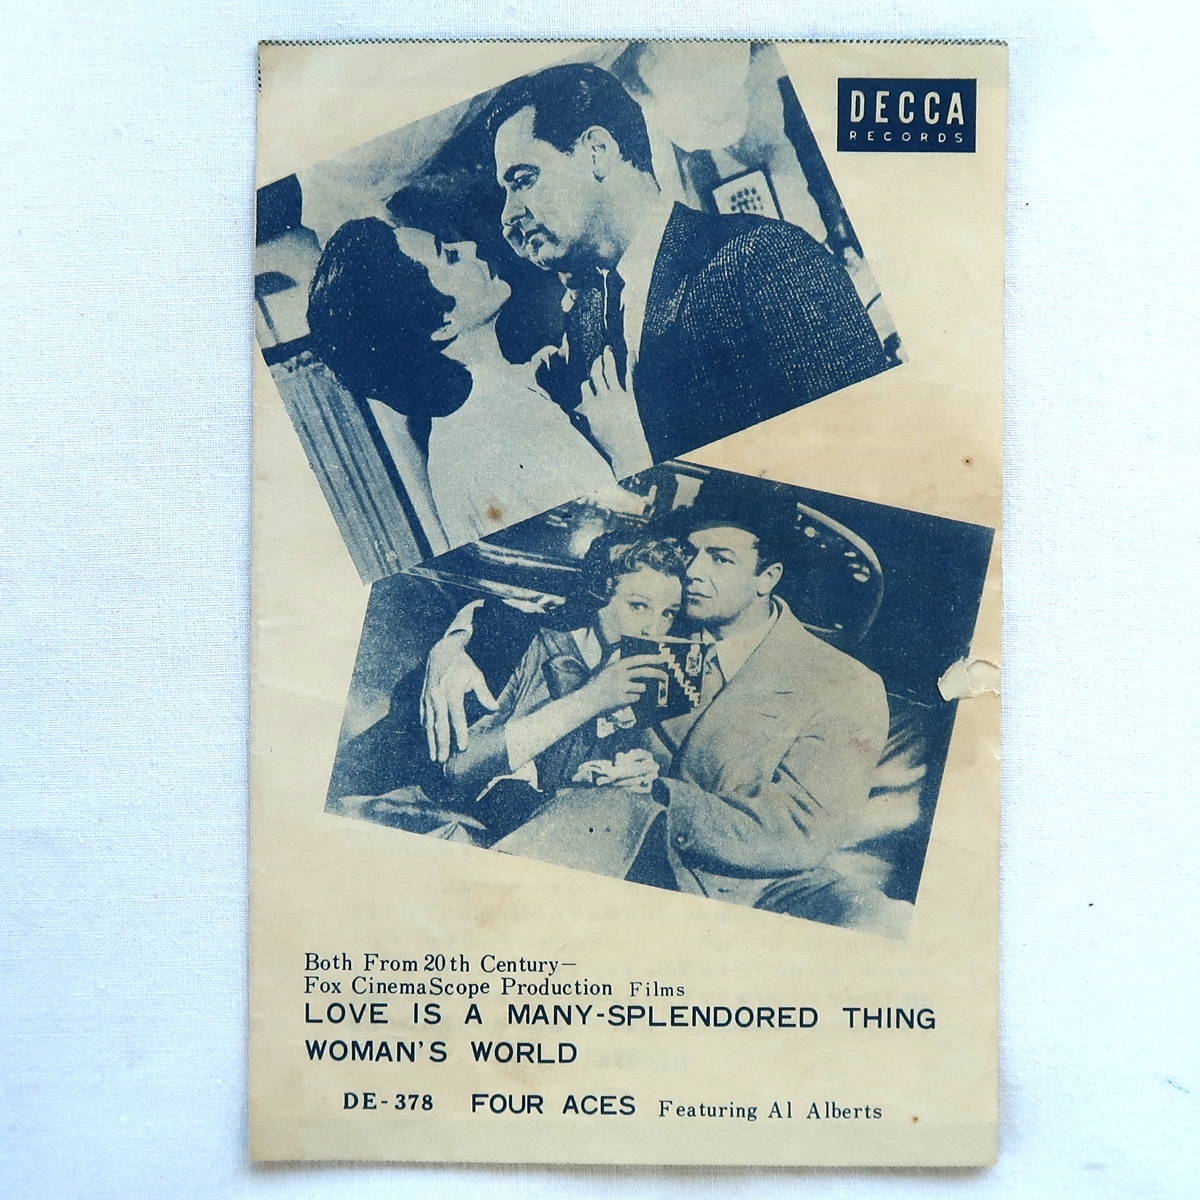 DECCA
RECORDS
Both From 20th Century—
Fox CinemaScope Production Films
LOVE IS A MANY-SPLENDORED THING
WOMAN'S WORLD
DE-378 FOUR ACES Featuring Al Alberts